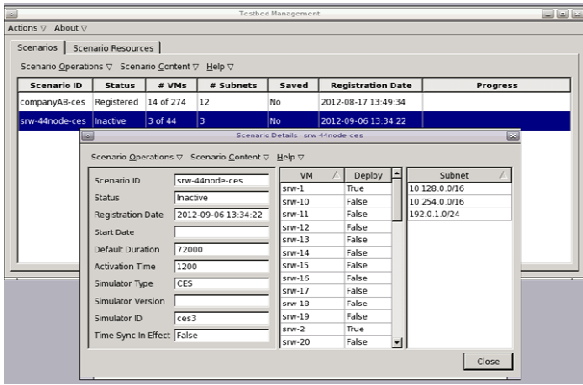 Testbed Management
Actions About
Scenarios Scenario Resources
Scenario Operations Scenario Content Help
Scenario ID Status # VMs # Subnets Saved Registration Date Progress
companyAB-ces Registered 14 of 274 12 No 2012-08-17 13:49:34
srw-44node-ces Inactive 3 of 44 3 No 2012-09-06 13:34:22
Scenario Details srw-44node-ces
Scenario Operations Scenario Content Help
Scenario ID srw-44node-ces
Status Inactive
Registration Date 2012-09-06 13:34:22
Start Date
Default Duration 72000
Activation Time 1200
Simulator Type CES
Simulator Version
Simulator ID ces3
Time Sync In Effect False
VM Deploy
srw-1 True
srw-10 False
srw-11 False
srw-12 False
srw-13 False
srw-14 False
srw-15 False
srw-16 False
srw-17 False
srw-18 False
srw-19 False
srw-2 True
srw-20 False
Subnet
10.128.0.0/16
10.254.0.0/16
192.0.1.0/24
Close